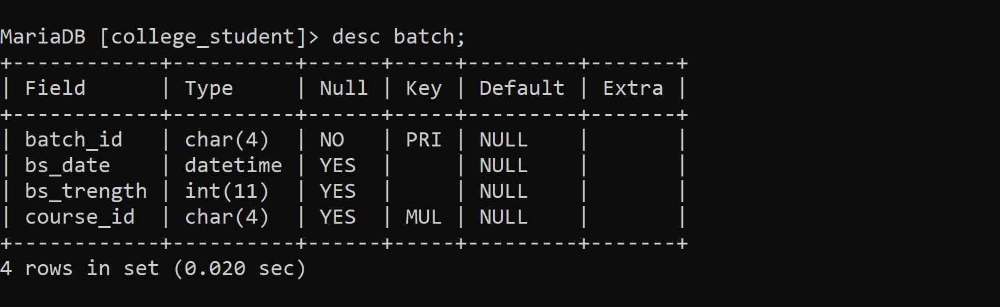 MariaDB [college_student]> desc batch;
+------------+----------+------+-----+---------+-------+
| Field      | Type     | Null | Key | Default | Extra |
+------------+----------+------+-----+---------+-------+
| batch_id   | char(4)  | NO   | PRI | NULL    |       |
| bs_date    | datetime | YES  |     | NULL    |       |
| bs_trength | int(11)  | YES  |     | NULL    |       |
| course_id  | char(4)  | YES  | MUL | NULL    |       |
+------------+----------+------+-----+---------+-------+
4 rows in set (0.020 sec)